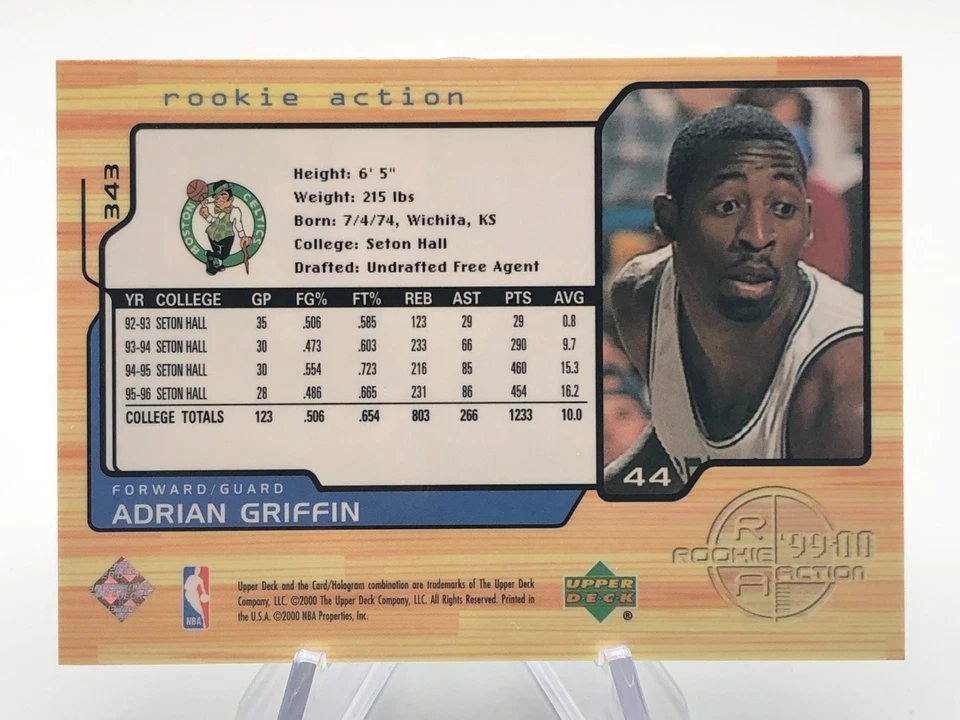 rookie action
343
BOSTON CELTICS
Height: 6' 5"
Weight: 215 lbs
Born: 7/4/74, Wichita, KS
College: Seton Hall
Drafted: Undrafted Free Agent
YR COLLEGE GP FG% FT% REB AST PTS AVG
92-93 SETON HALL 35 .506 .585 123 29 29 0.8
93-94 SETON HALL 30 .473 .603 233 66 290 9.7
94-95 SETON HALL 30 .554 .723 216 85 460 15.3
95-96 SETON HALL 28 .486 .665 231 86 454 16.2
COLLEGE TOTALS 123 .506 .654 803 266 1233 10.0
44
FORWARD/GUARD
ADRIAN GRIFFIN
R
ROOKIE '99-00
A ACTION
NBA
Upper Deck and the Card/Hologram combination are trademarks of The Upper Deck
Company, LLC. ©2000 The Upper Deck Company, LLC. All Rights Reserved. Printed in
the U.S.A. ©2000 NBA Properties, Inc.
UPPER
DECK
®